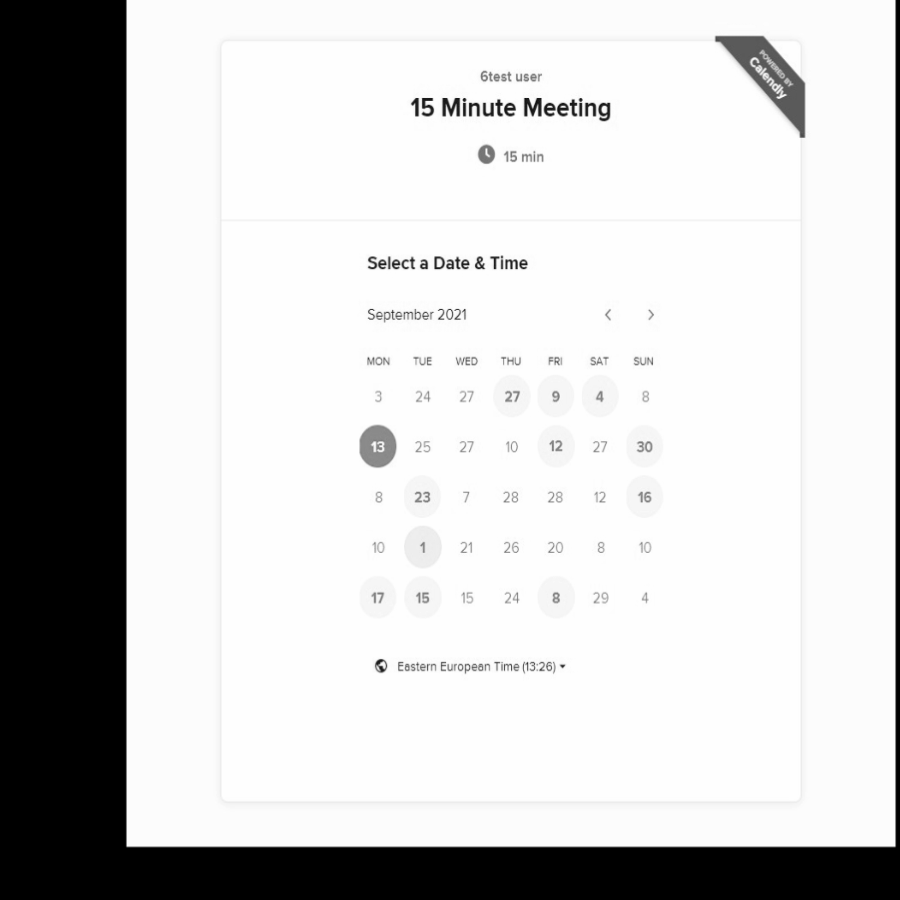 6test user
POWERED BY
Calendly
15 Minute Meeting
15 min
Select a Date & Time
September 2021
MON TUE WED THU FRI SAT SUN
3 24 27 27 9 4 8
13 25 27 10 12 27 30
8 23 7 28 28 12 16
10 1 21 26 20 8 10
17 15 15 24 8 29 4
Eastern European Time (13:26)